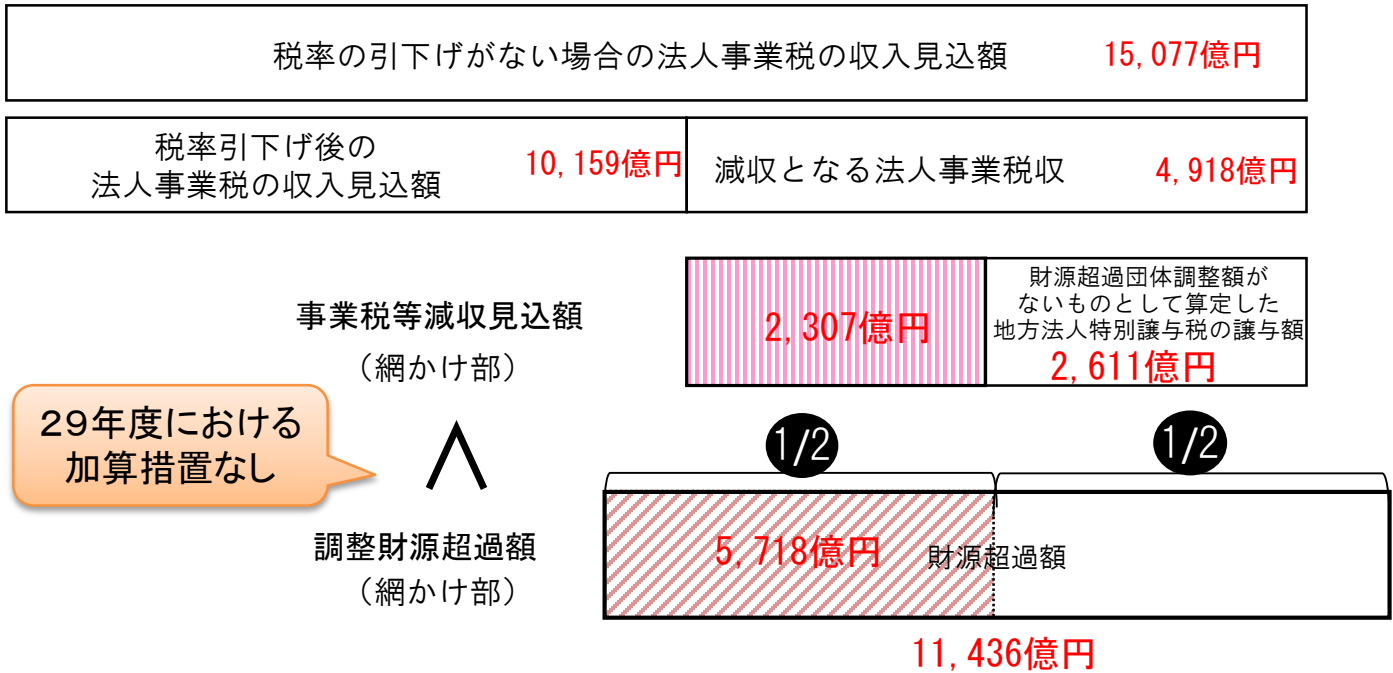 税率の引下げがない場合の法人事業税の収入見込額 15,077億円
税率引下げ後の
法人事業税の収入見込額 10,159億円
減収となる法人事業税収 4,918億円
事業税等減収見込額
（網かけ部）
2,307億円
財源超過団体調整額が
ないものとして算定した
地方法人特別譲与税の譲与額
2,611億円
29年度における
加算措置なし
∧
1/2
1/2
調整財源超過額
（網かけ部）
5,718億円
財源超過額
11,436億円